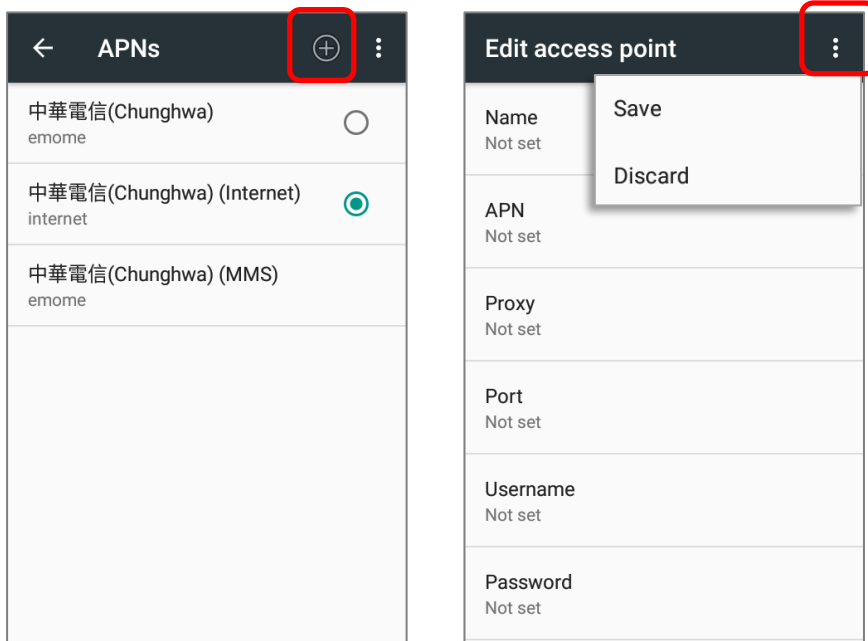 APNs
中華電信(Chunghwa)
emome
中華電信(Chunghwa) (Internet)
internet
中華電信(Chunghwa) (MMS)
emome
Edit access point
Save
Discard
Name
Not set
APN
Not set
Proxy
Not set
Port
Not set
Username
Not set
Password
Not set